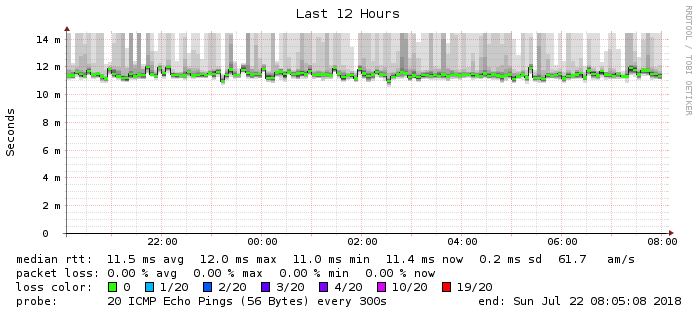 Last 12 Hours
RRDTOOL / TOBI OETIKER
Seconds
14 m
12 m
10 m
8 m
6 m
4 m
2 m
0
22:00 00:00 02:00 04:00 06:00 08:00
median rtt: 11.5 ms avg 12.0 ms max 11.0 ms min 11.4 ms now 0.2 ms sd 61.7 am/s
packet loss: 0.00 % avg 0.00 % max 0.00 % min 0.00 % now
loss color: 0 1/20 2/20 3/20 4/20 10/20 19/20
probe: 20 ICMP Echo Pings (56 Bytes) every 300s end: Sun Jul 22 08:05:08 2018